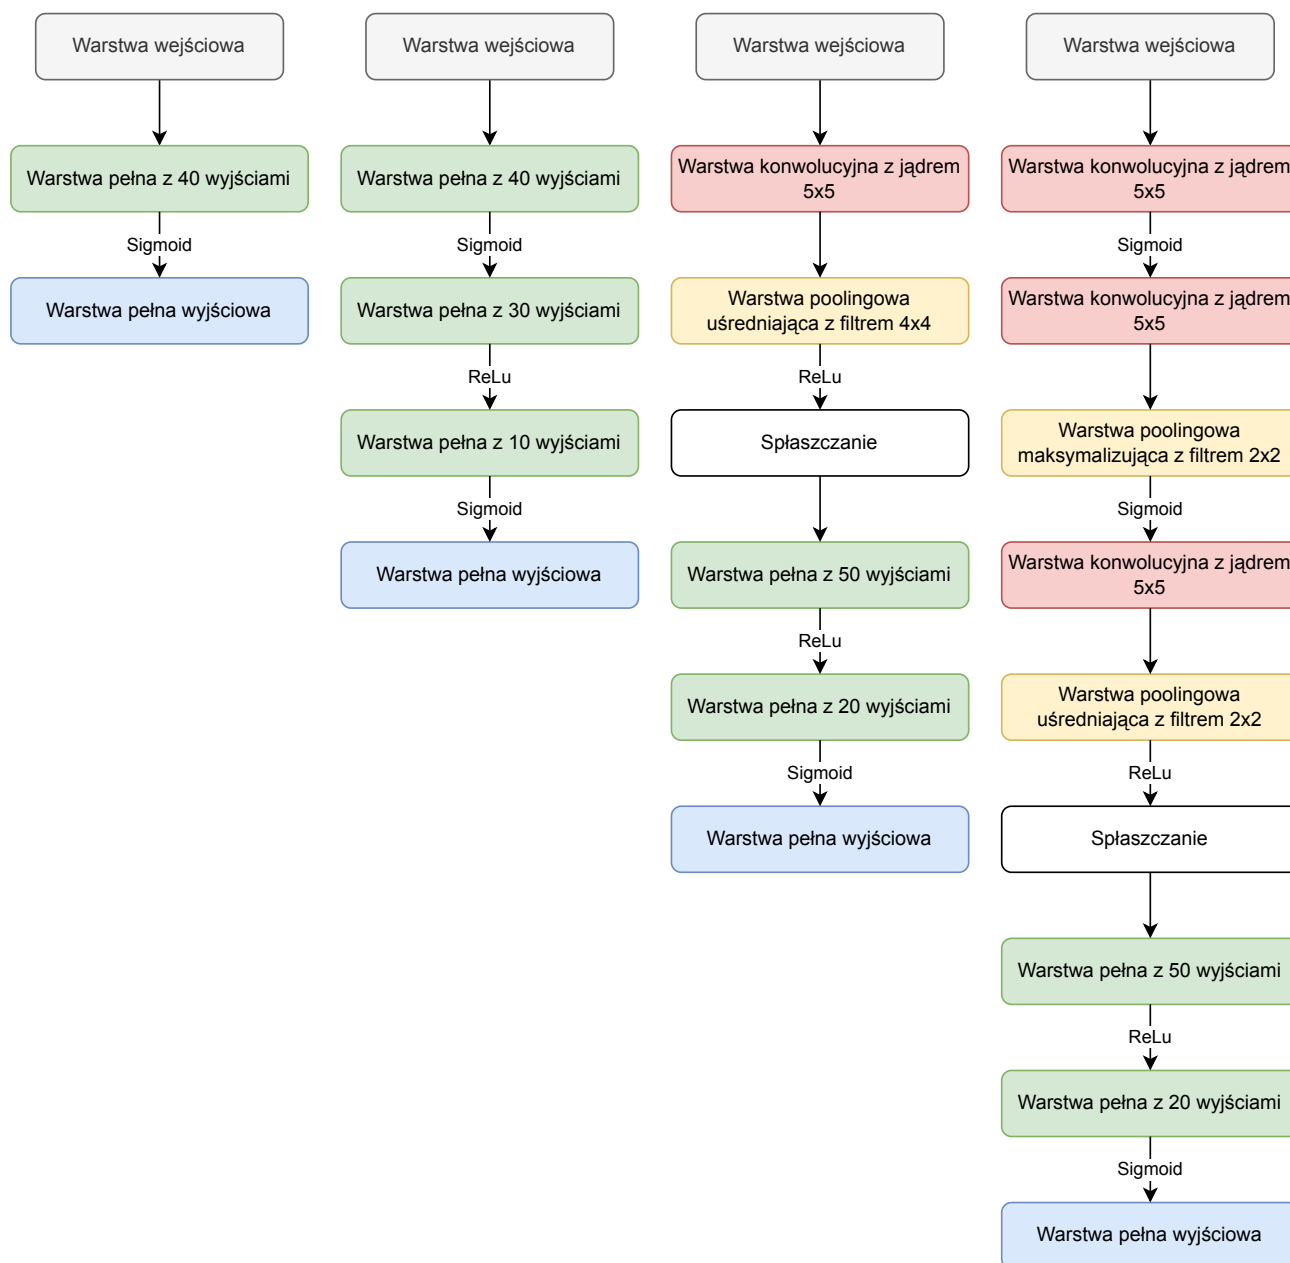 Warstwa wejściowa
Warstwa pełna z 40 wyjściami
Sigmoid
Warstwa pełna wyjściowa
Warstwa wejściowa
Warstwa pełna z 40 wyjściami
Sigmoid
Warstwa pełna z 30 wyjściami
ReLu
Warstwa pełna z 10 wyjściami
Sigmoid
Warstwa pełna wyjściowa
Warstwa wejściowa
Warstwa konwolucyjna z jądrem
5x5
Warstwa poolingowa
uśredniająca z filtrem 4x4
ReLu
Spłaszczanie
Warstwa pełna z 50 wyjściami
ReLu
Warstwa pełna z 20 wyjściami
Sigmoid
Warstwa pełna wyjściowa
Warstwa wejściowa
Warstwa konwolucyjna z jądrem
5x5
Sigmoid
Warstwa konwolucyjna z jądrem
5x5
Warstwa poolingowa
maksymalizująca z filtrem 2x2
Sigmoid
Warstwa konwolucyjna z jądrem
5x5
Warstwa poolingowa
uśredniająca z filtrem 2x2
ReLu
Spłaszczanie
Warstwa pełna z 50 wyjściami
ReLu
Warstwa pełna z 20 wyjściami
Sigmoid
Warstwa pełna wyjściowa